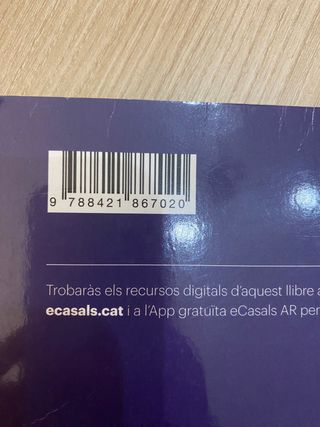 9 788421 867020
Trobaràs els recursos digitals d'aquest llibre a
ecasals.cat i a l'App gratuïta eCasals AR per